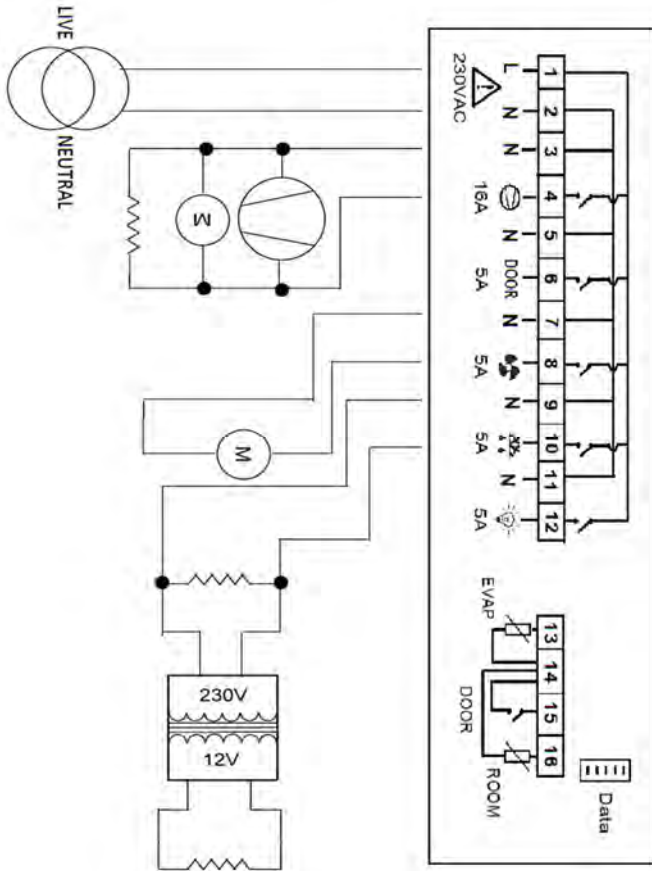 LIVE
NEUTRAL
M
M
230V
12V
230VAC
L N N 16A N DOOR N N N
5A 5A 5A 5A
1 2 3 4 5 6 7 8 9 10 11 12
EVAP
DOOR
ROOM
13 14 15 16
Data